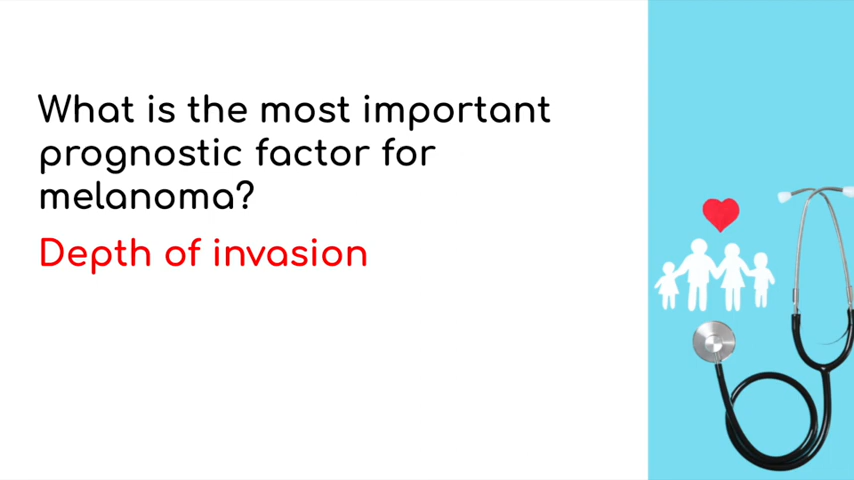 What is the most important
prognostic factor for
melanoma?
Depth of invasion